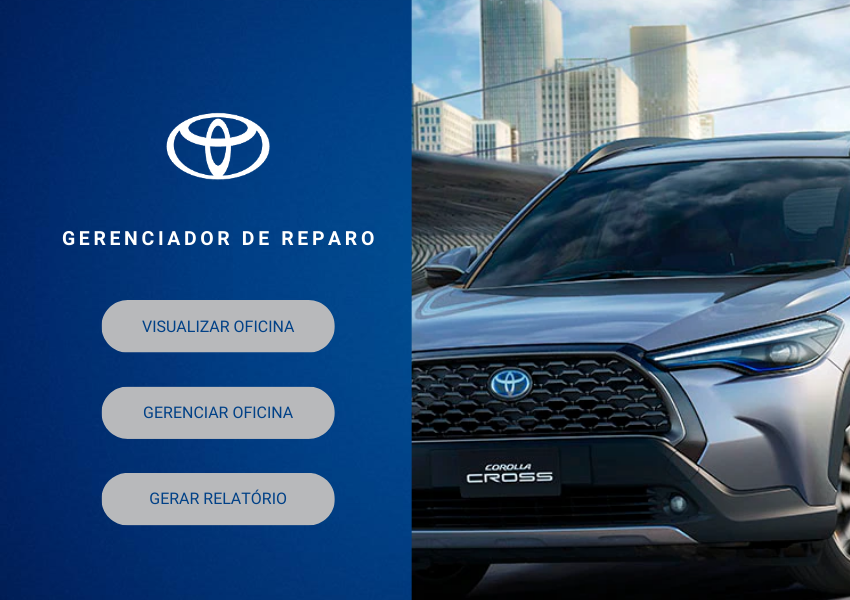 GERENCIADOR DE REPARO
VISUALIZAR OFICINA
GERENCIAR OFICINA
GERAR RELATÓRIO
COROLLA
CROSS